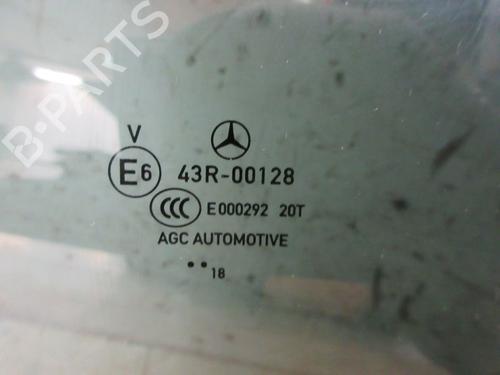 B-PARTS
V
E6 43R-00128
CCC E000292 20T
AGC AUTOMOTIVE
•• 18